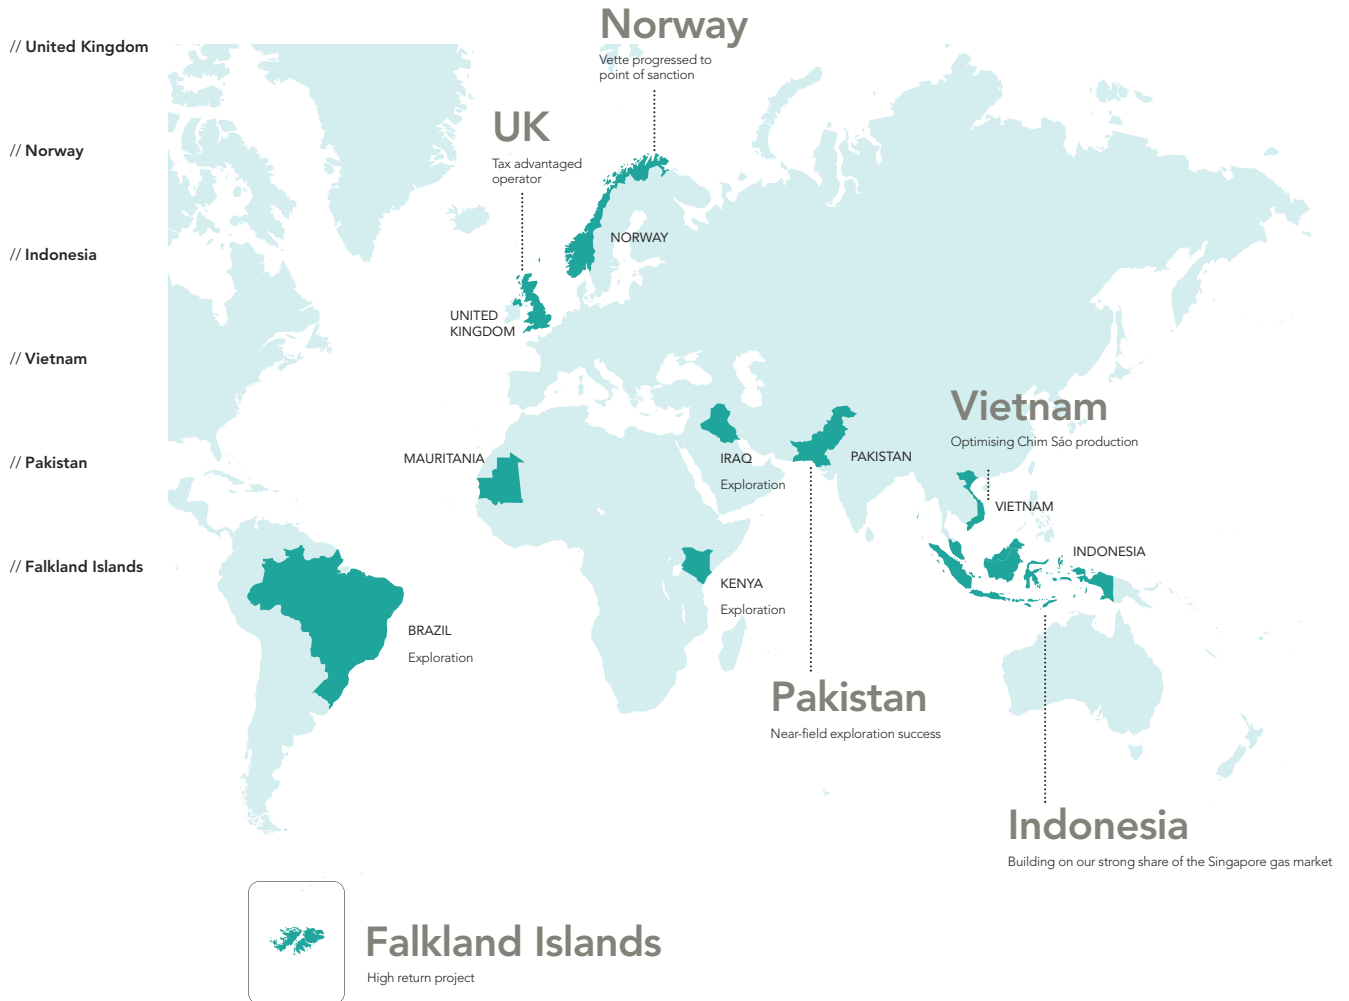 // United Kingdom
// Norway
// Indonesia
// Vietnam
// Pakistan
// Falkland Islands
Norway
Vette progressed to
point of sanction
UK
Tax advantaged
operator
NORWAY
UNITED
KINGDOM
Vietnam
Optimising Chim Sáo production
MAURITANIA
IRAQ
Exploration
PAKISTAN
VIETNAM
INDONESIA
KENYA
Exploration
BRAZIL
Exploration
Pakistan
Near-field exploration success
Indonesia
Building on our strong share of the Singapore gas market
Falkland Islands
High return project